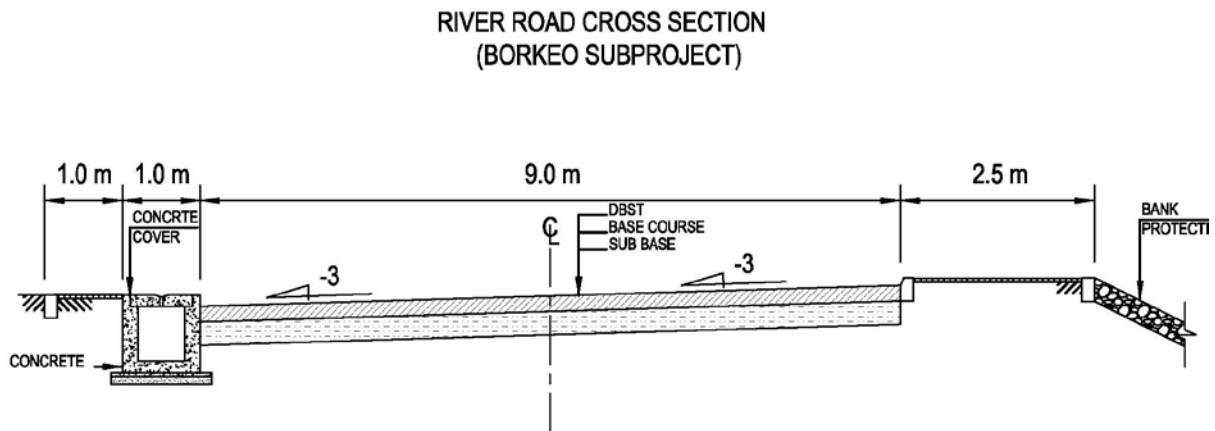 RIVER ROAD CROSS SECTION
(BORKEO SUBPROJECT)
1.0 m 1.0 m 9.0 m 2.5 m
CONCRTE
COVER
℄
DBST
BASE COURSE
SUB BASE
BANK
PROTECTI
-3
-3
CONCRETE